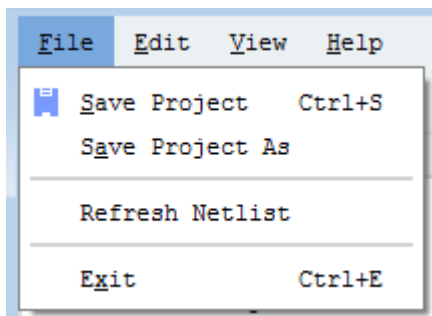 File Edit View Help
Save Project Ctrl+S
Save Project As
Refresh Netlist
Exit Ctrl+E